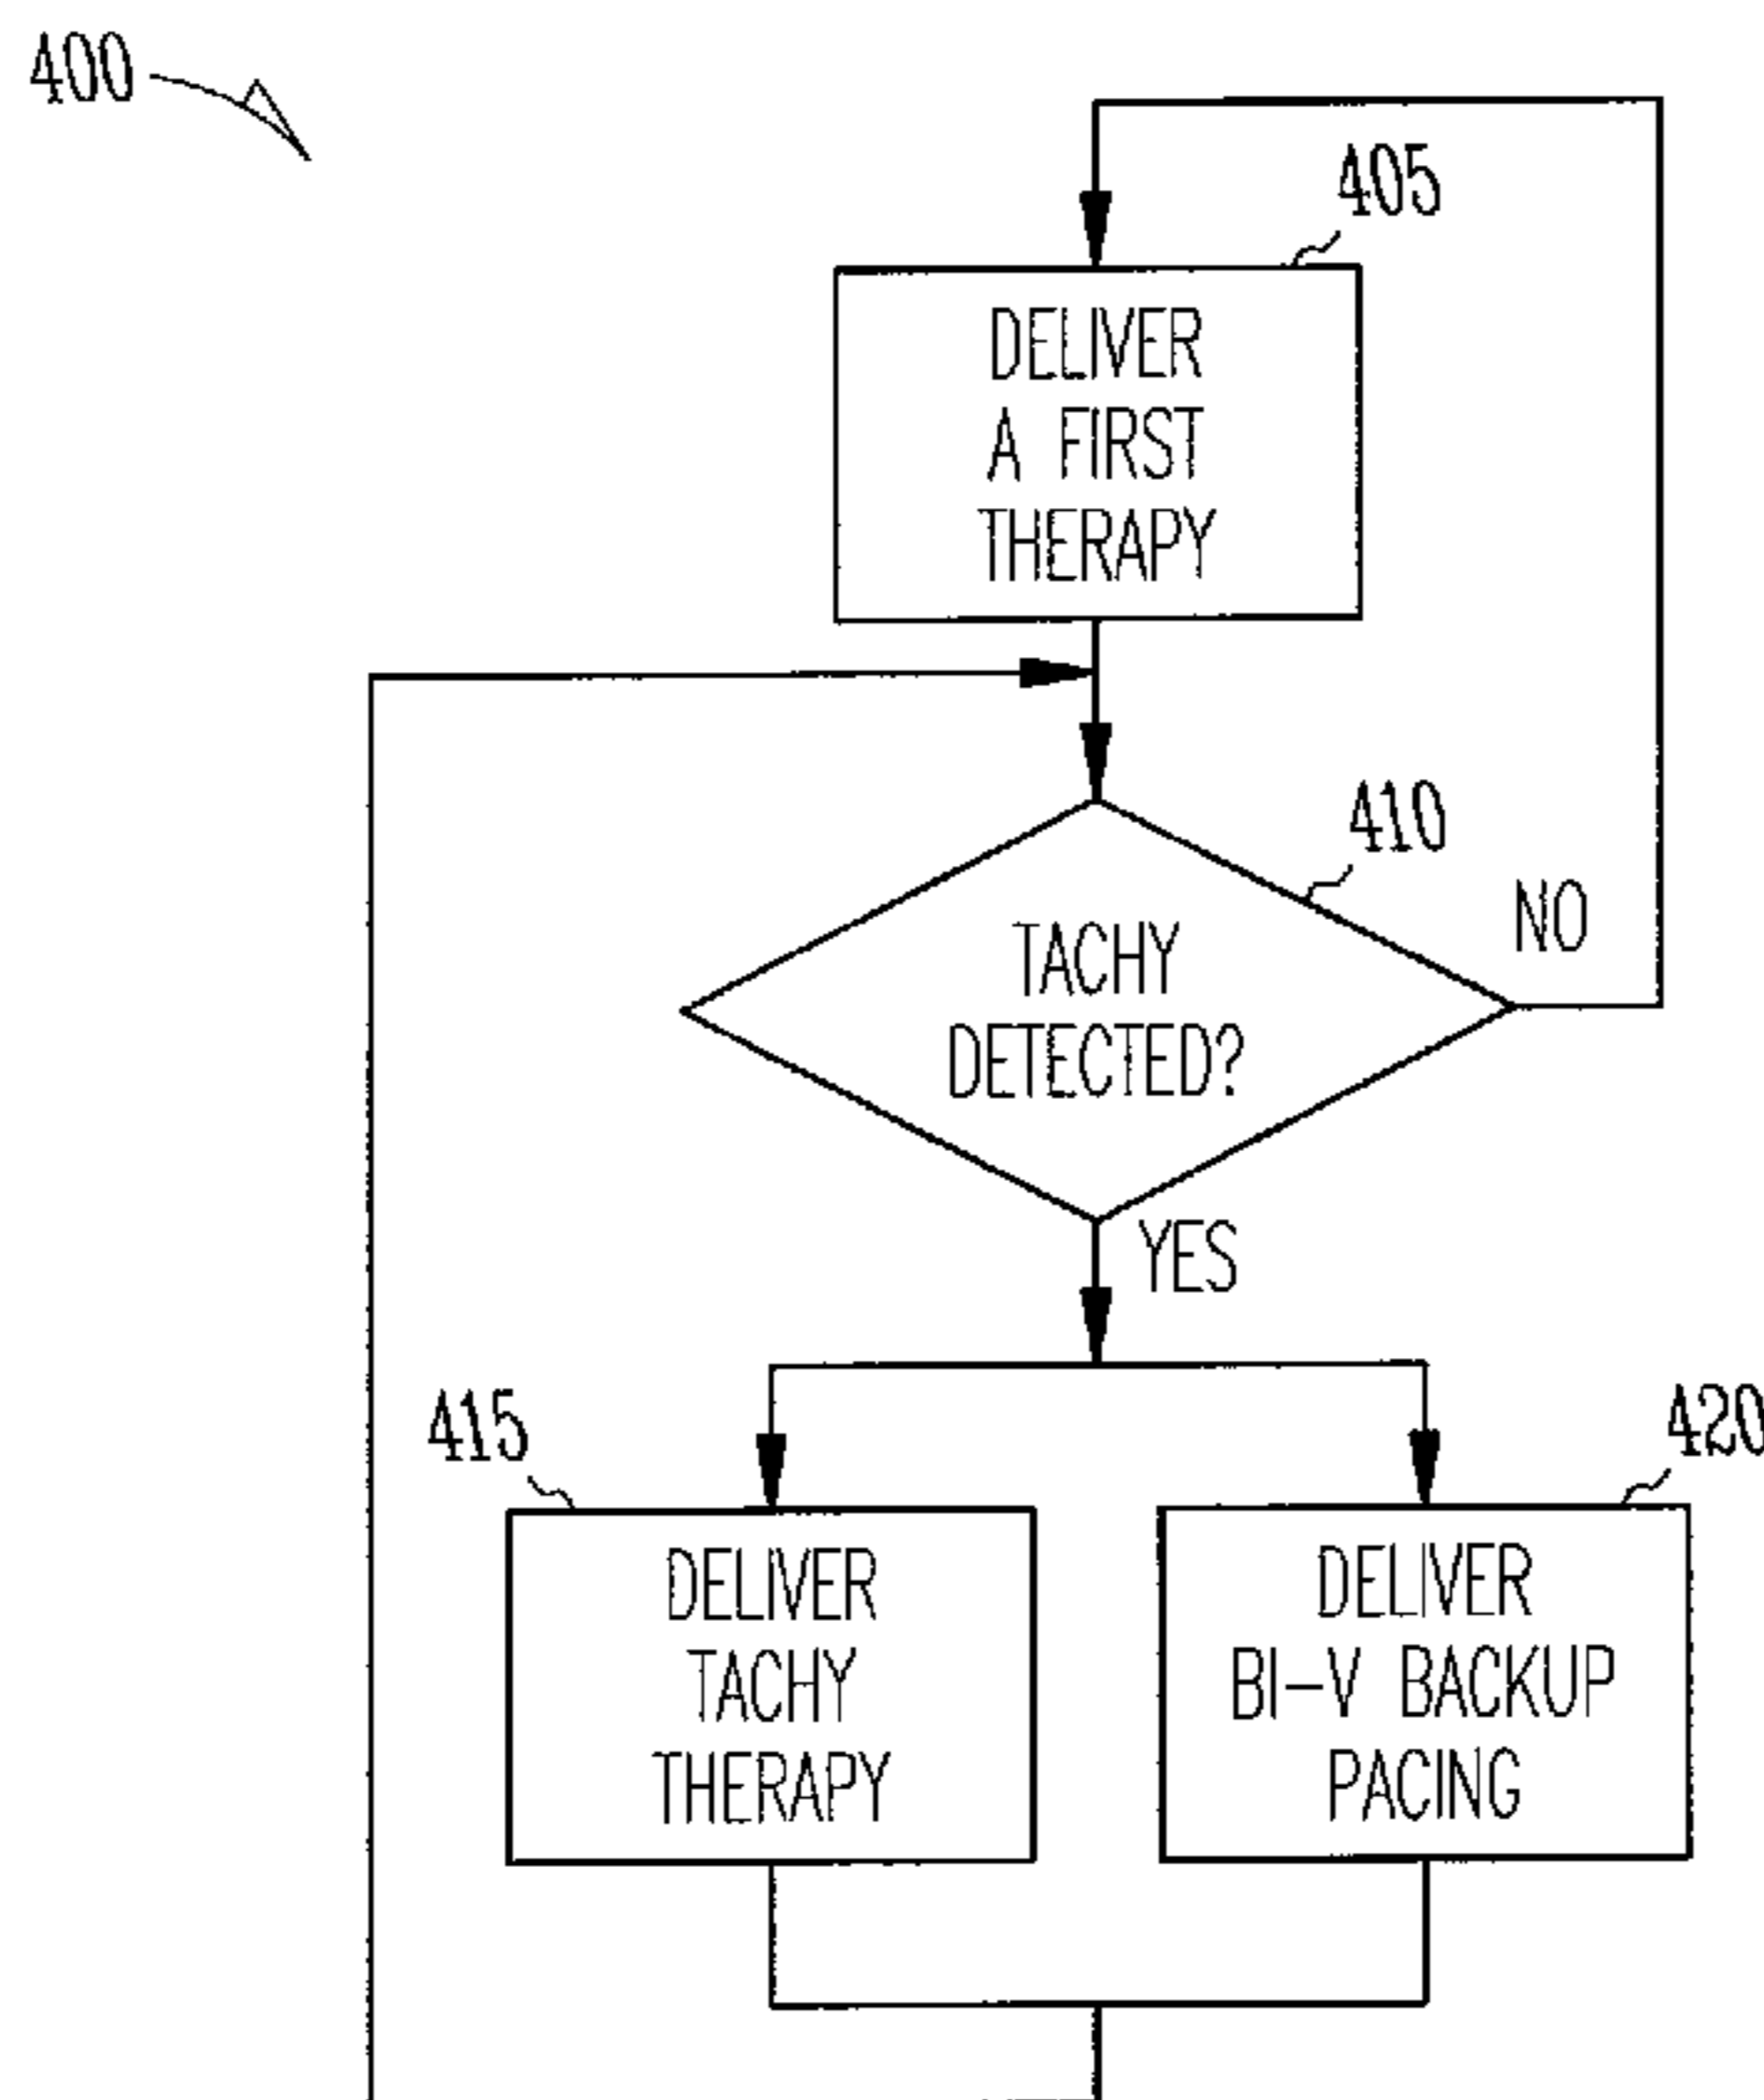 400
405
DELIVER
A FIRST
THERAPY
410
NO
TACHY
DETECTED?
YES
415
420
DELIVER
TACHY
THERAPY
DELIVER
BI-V BACKUP
PACING